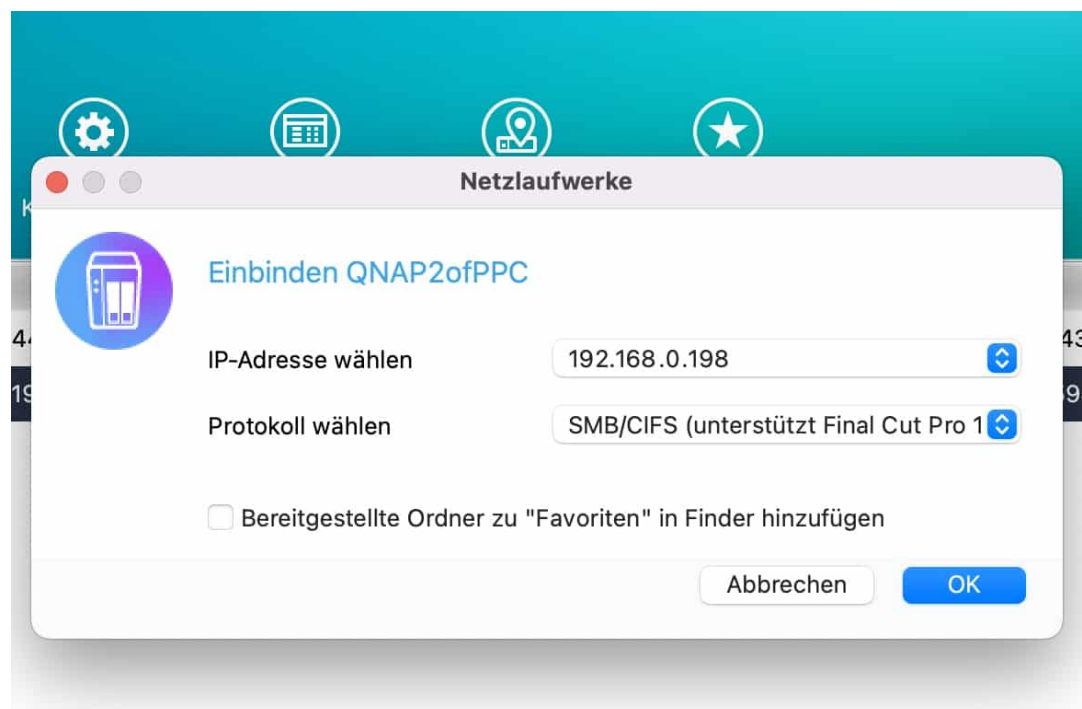 Netzlaufwerke
Einbinden QNAP2ofPPC
IP-Adresse wählen 192.168.0.198
Protokoll wählen SMB/CIFS (unterstützt Final Cut Pro 1
Bereitgestellte Ordner zu "Favoriten" in Finder hinzufügen
Abbrechen OK